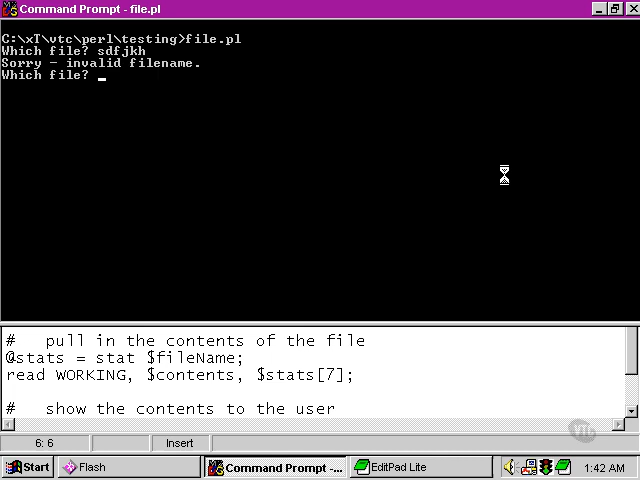 Command Prompt - file.pl
C:\xT\vtc\perl\testing>file.pl
Which file? sdfjkh
Sorry - invalid filename.
Which file? _
#   pull in the contents of the file
@stats = stat $fileName;
read WORKING, $contents, $stats[7];
#   show the contents to the user
6: 6
Insert
VTC
Start
Flash
Command Prompt -...
EditPad Lite
1:42 AM